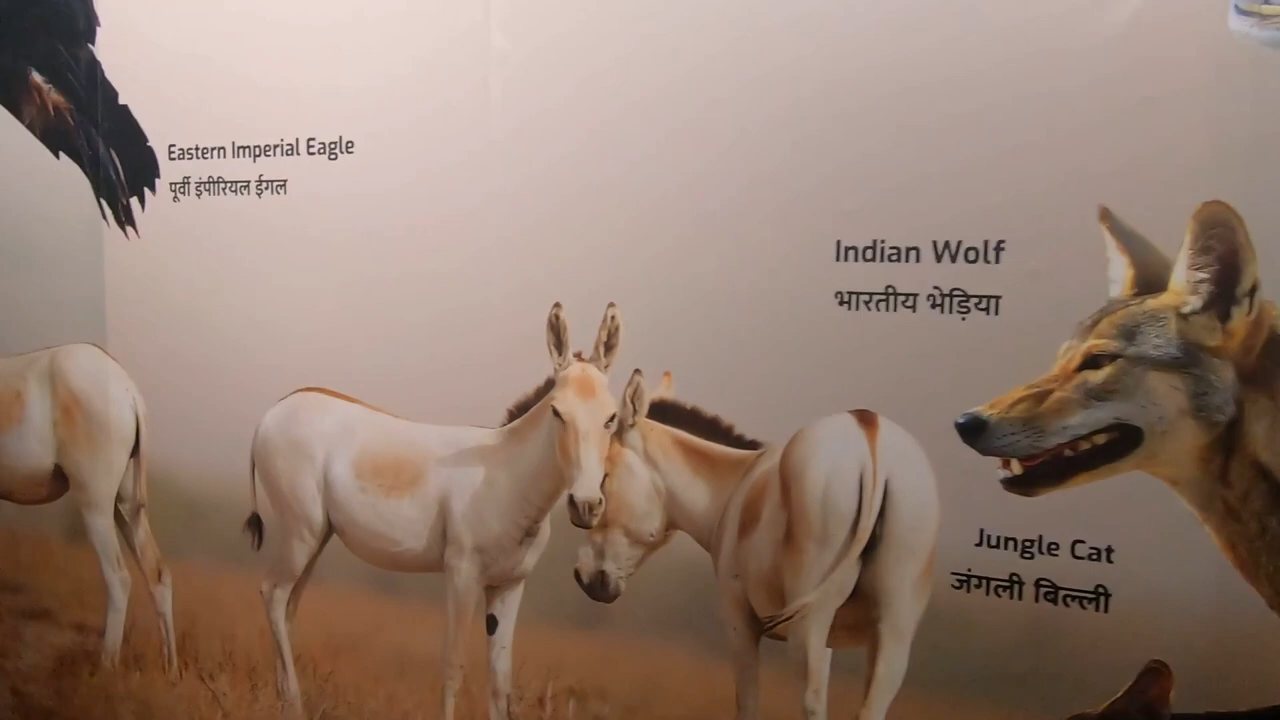 Eastern Imperial Eagle
पूर्वी इंपीरियल ईगल
Indian Wolf
भारतीय भेड़िया
Jungle Cat
जंगली बिल्ली